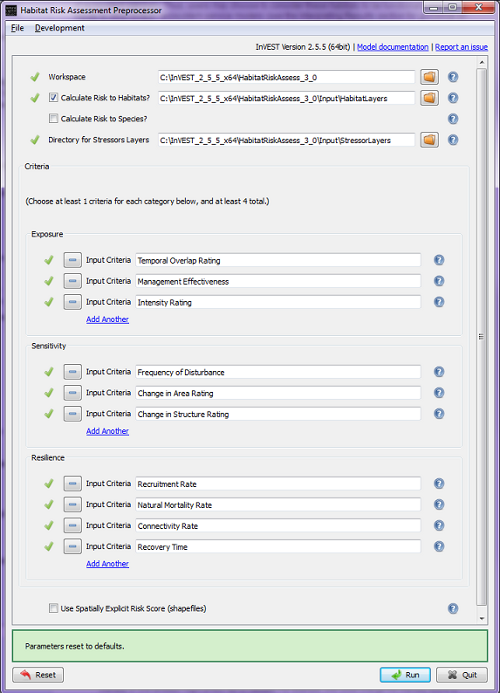 Habitat Risk Assessment Preprocessor
File Development
InVEST Version 2.5.5 (64bit) | Model documentation | Report an issue
Workspace C:\InVEST_2_5_5_x64\HabitatRiskAssess_3_0
Calculate Risk to Habitats? C:\InVEST_2_5_5_x64\HabitatRiskAssess_3_0\Input\HabitatLayers
Calculate Risk to Species?
Directory for Stressors Layers C:\InVEST_2_5_5_x64\HabitatRiskAssess_3_0\Input\StressorLayers
Criteria
(Choose at least 1 criteria for each category below, and at least 4 total.)
Exposure
Input Criteria Temporal Overlap Rating
Input Criteria Management Effectiveness
Input Criteria Intensity Rating
Add Another
Sensitivity
Input Criteria Frequency of Disturbance
Input Criteria Change in Area Rating
Input Criteria Change in Structure Rating
Add Another
Resilience
Input Criteria Recruitment Rate
Input Criteria Natural Mortality Rate
Input Criteria Connectivity Rate
Input Criteria Recovery Time
Add Another
Use Spatially Explicit Risk Score (shapefiles)
Parameters reset to defaults.
Reset Run Quit